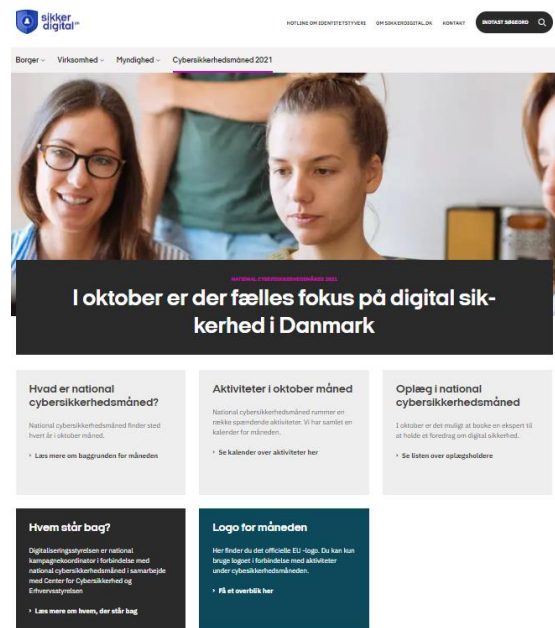 sikker
digital
HOTLINE OM IDENTITETSTYVERI OM SIKKERDIGITAL.DK KONTAKT INDTAST SØGEORD
Borger Virksomhed Myndighed Cybersikkerhedsmåned 2021
NATIONAL CYBERSIKKERHEDSMÅNED 2021
I oktober er der fælles fokus på digital sik-
kerhed i Danmark
Hvad er national
cybersikkerhedsmåned?
National cybersikkerhedsmåned finder sted
hvert år i oktober måned.
Læs mere om baggrunden for måneden
Aktiviteter i oktober måned
National cybersikkerhedsmåned rummer en
række spændende aktiviteter. Vi har samlet en
kalender for måneden.
Se kalender over aktiviteter her
Oplæg i national
cybersikkerhedsmåned
I oktober er det muligt at booke en ekspert til
at holde et foredrag om digital sikkerhed.
Se listen over oplægsholdere
Hvem står bag?
Digitaliseringsstyrelsen er national
kampagnekoordinator i forbindelse med
national cybersikkerhedsmåned i samarbejde
med Center for Cybersikkerhed og
Erhvervsstyrelsen
Læs mere om hvem, der står bag
Logo for måneden
Her finder du det officielle EU -logo. Du kan kun
bruge logoet i forbindelse med aktiviteter
under cybesikkerhedsmåneden.
Få et overblik her